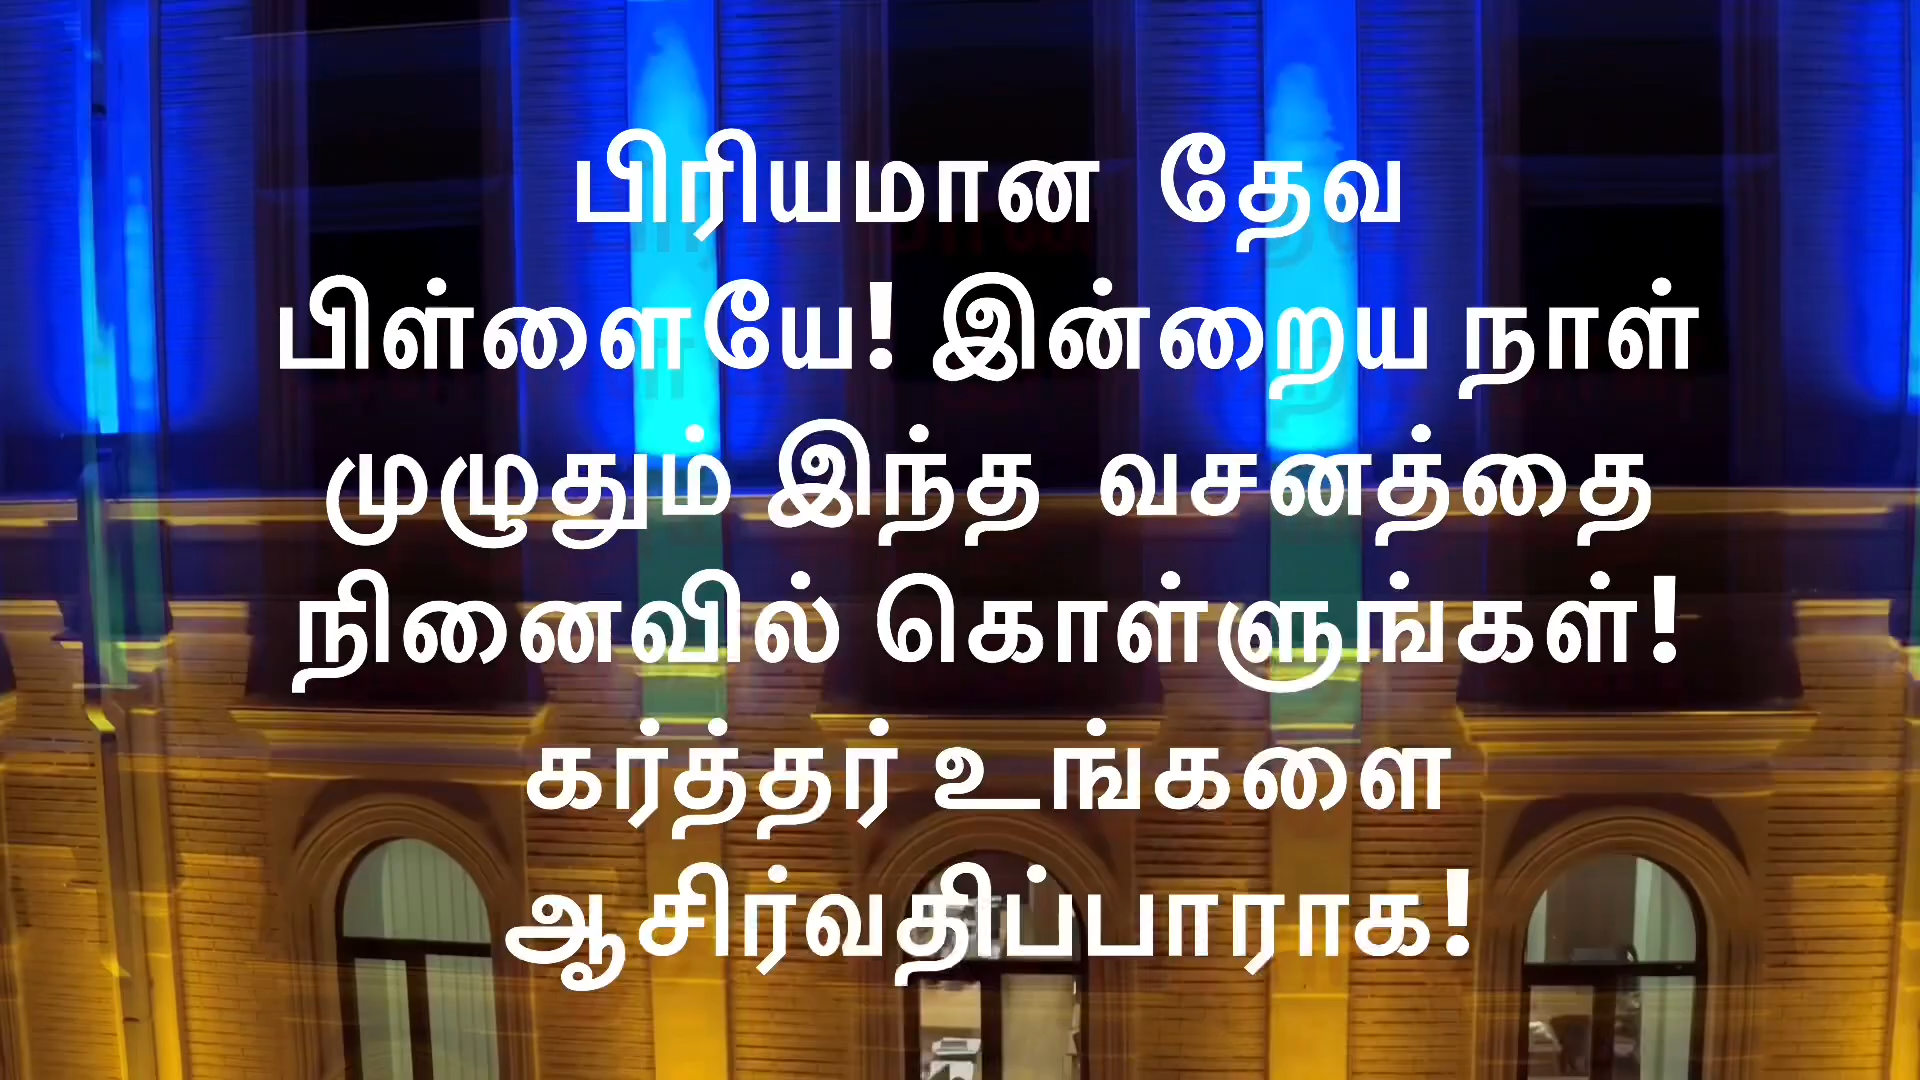 பிரியமான தேவ
பிள்ளையே! இன்றைய நாள்
முழுதும் இந்த வசனத்தை
நினைவில் கொள்ளுங்கள்!
கர்த்தர் உங்களை
ஆசிர்வதிப்பாராக!